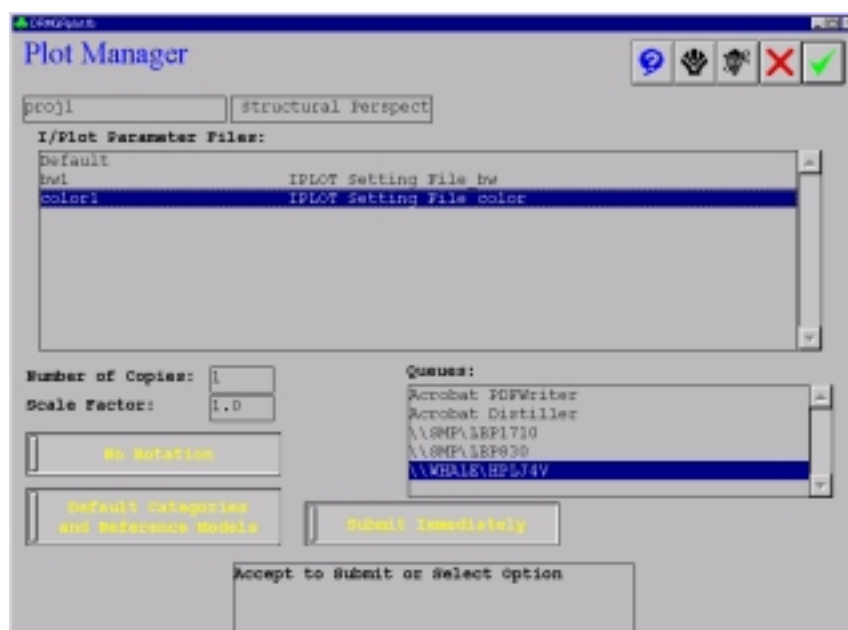 Plot Manager
proj1 Structural Perspect
I/Plot Parameter Files:
Default
bw1 IPLOT Setting File_bw
color1 IPLOT Setting File color
Number of Copies: 1
Scale Factor: 1.0
Queues:
Acrobat PDFWriter
Acrobat Distiller
\\SMP\LBP1710
\\SMP\LBP830
\\WHALE\HPLJ4V
No Rotation
Default Categories
and Reference Models
Submit Immediately
Accept to Submit or Select Option